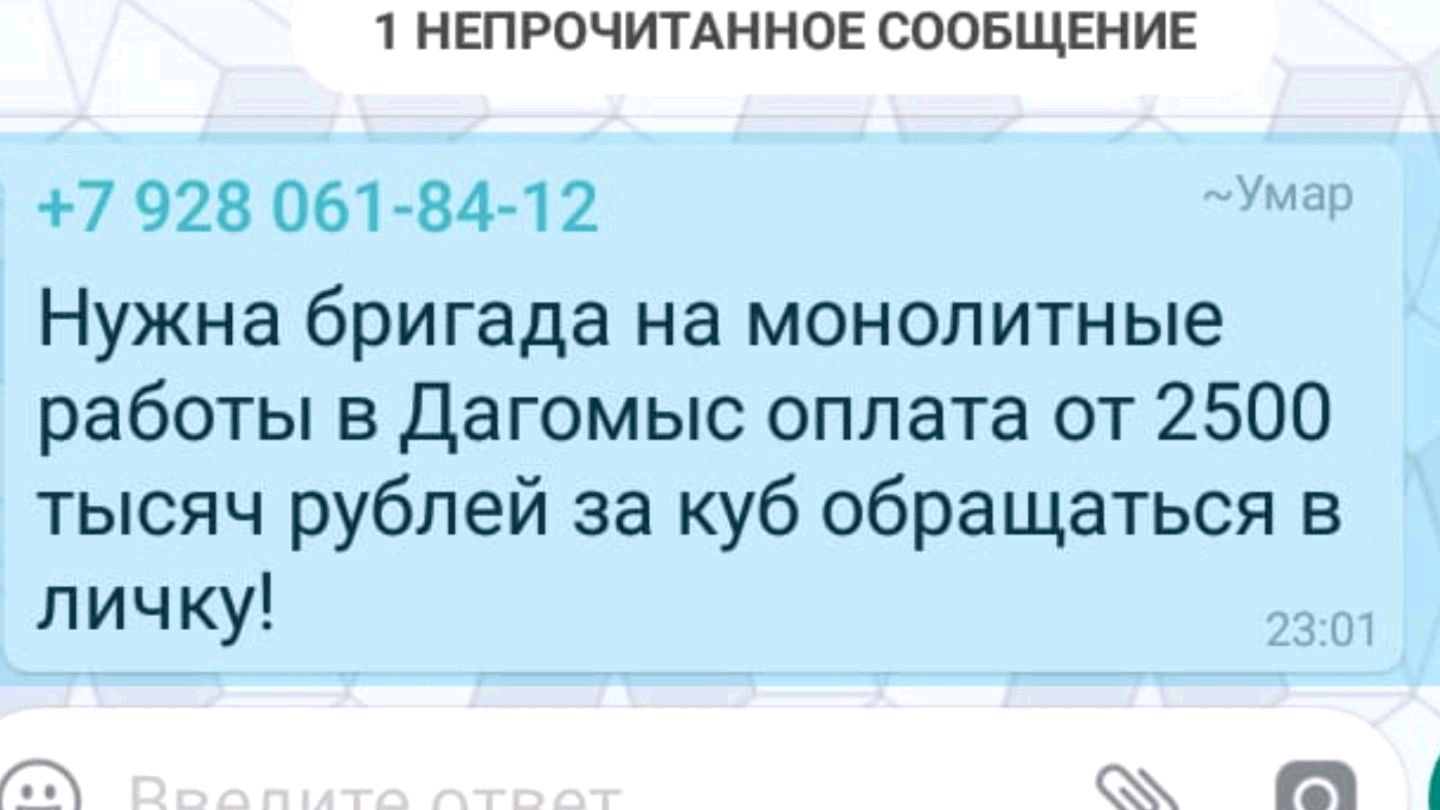 1 НЕПРОЧИТАННОЕ СООБЩЕНИЕ
+7 928 061-84-12
~Умар
Нужна бригада на монолитные
работы в Дагомыс оплата от 2500
тысяч рублей за куб обращаться в
личку!
23:01
Введите ответ